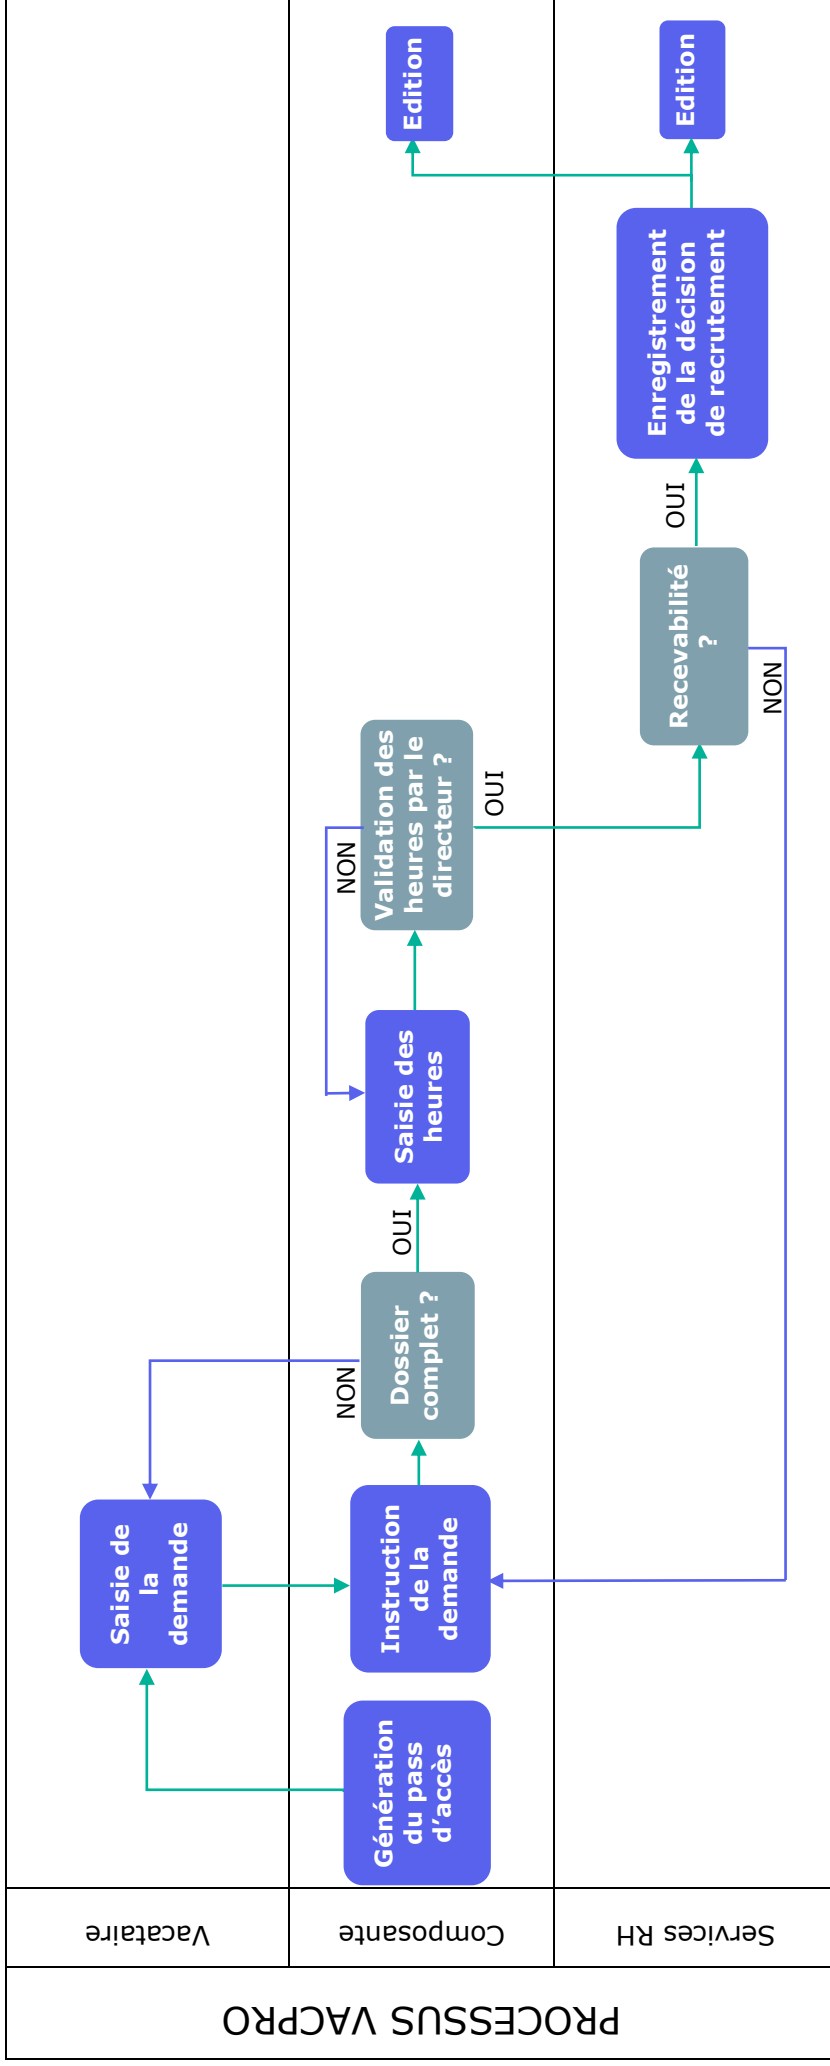 PROCESSUS VACPRO
Vacataire
Composante
Services RH
Génération
du pass
d’accès
Saisie de
la
demande
Instruction
de la
demande
Dossier
complet ?
NON
OUI
Saisie des
heures
Validation des
heures par le
directeur ?
NON
OUI
Recevabilité
?
NON
OUI
Enregistrement
de la décision
de recrutement
Edition
Edition